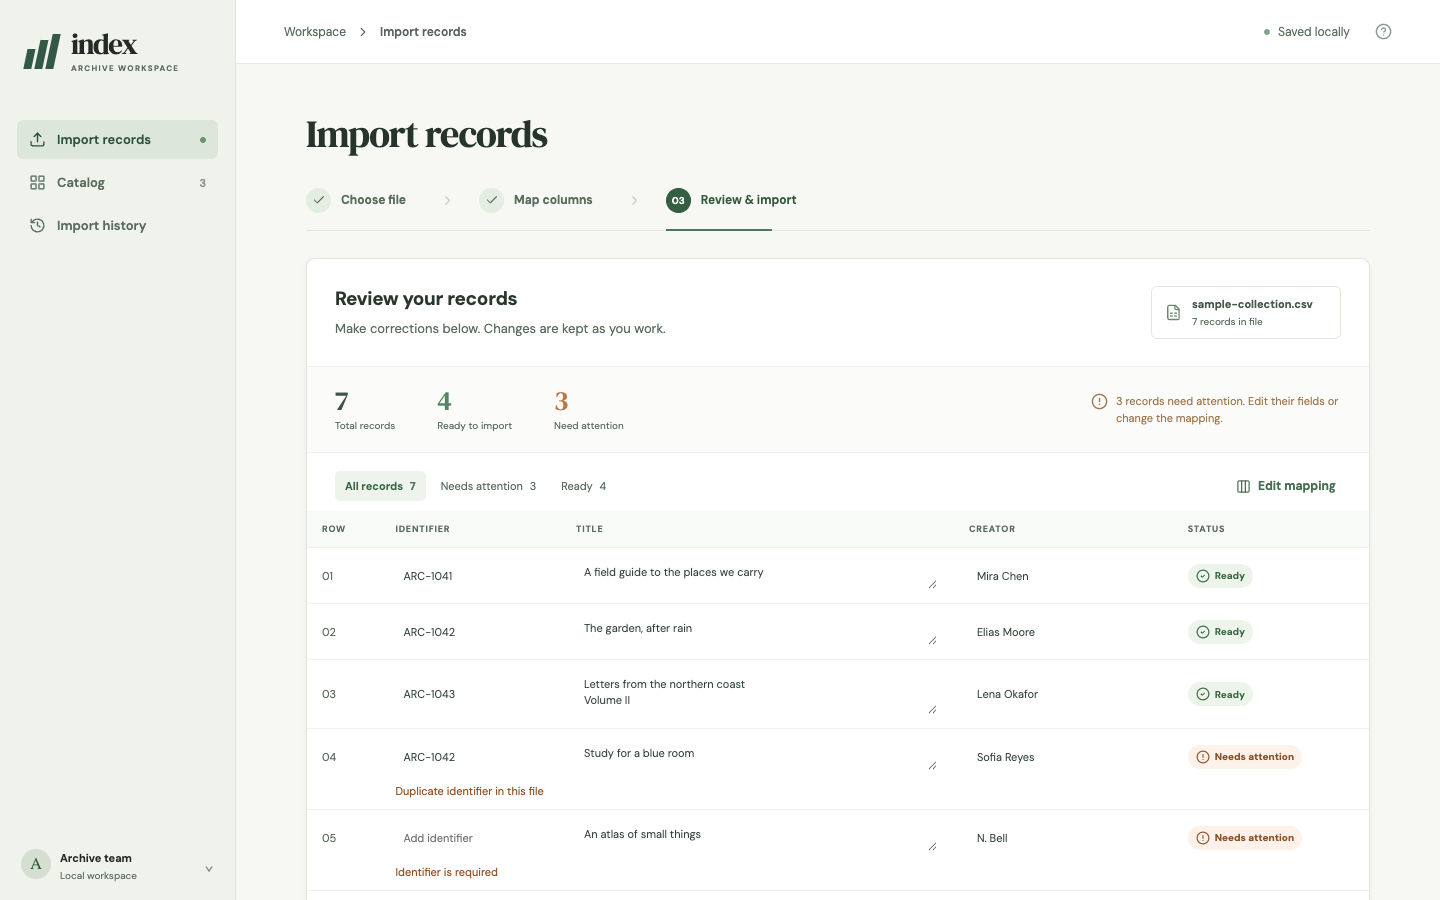 index
ARCHIVE WORKSPACE
Import records
Catalog 3
Import history
A
Archive team
Local workspace
Workspace Import records
Saved locally
Import records
Choose file
Map columns
03 Review & import
Review your records
Make corrections below. Changes are kept as you work.
sample-collection.csv
7 records in file
7
Total records
4
Ready to import
3
Need attention
3 records need attention. Edit their fields or
change the mapping.
All records 7 Needs attention 3 Ready 4
Edit mapping
ROW IDENTIFIER TITLE CREATOR STATUS
01 ARC-1041 A field guide to the places we carry Mira Chen Ready
02 ARC-1042 The garden, after rain Elias Moore Ready
03 ARC-1043 Letters from the northern coast Lena Okafor Ready
Volume II
04 ARC-1042 Study for a blue room Sofia Reyes Needs attention
Duplicate identifier in this file
05 Add identifier An atlas of small things N. Bell Needs attention
Identifier is required